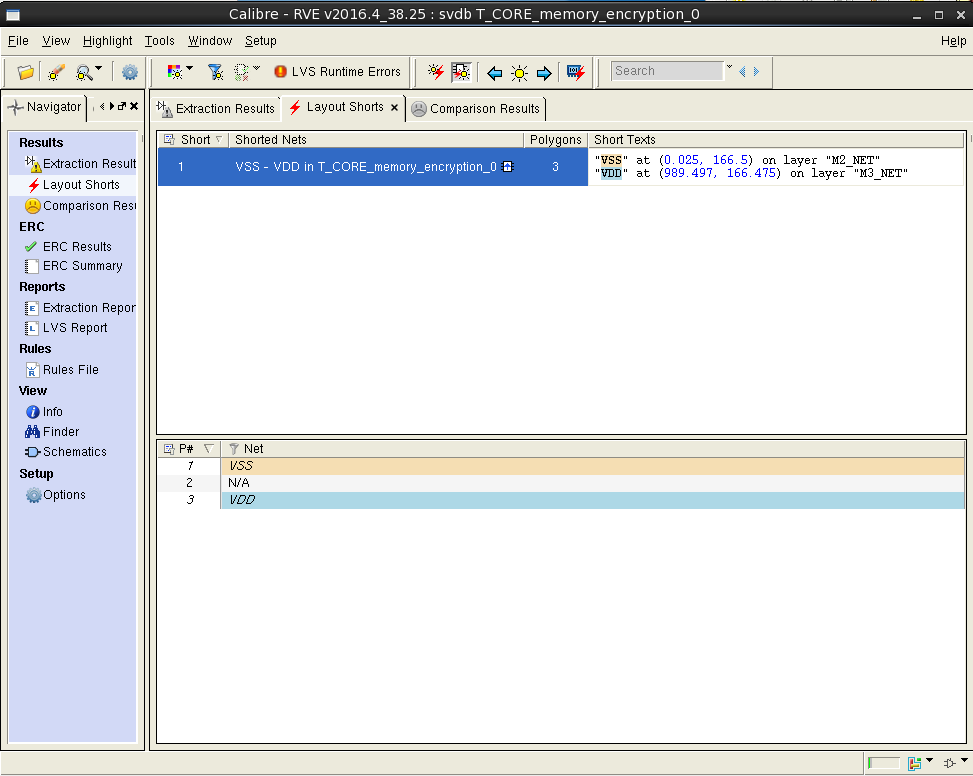 Calibre - RVE v2016.4_38.25 : svdb T_CORE_memory_encryption_0
File View Highlight Tools Window Setup Help
LVS Runtime Errors Search
Navigator Extraction Results Layout Shorts Comparison Results
Results
Extraction Result
Layout Shorts
Comparison Resu
ERC
ERC Results
ERC Summary
Reports
Extraction Repor
LVS Report
Rules
Rules File
View
Info
Finder
Schematics
Setup
Options
Short Shorted Nets Polygons Short Texts
1 VSS - VDD in T_CORE_memory_encryption_0 3
"VSS" at (0.025, 166.5) on layer "M2_NET"
"VDD" at (989.497, 166.475) on layer "M3_NET"
P# Net
1 VSS
2 N/A
3 VDD